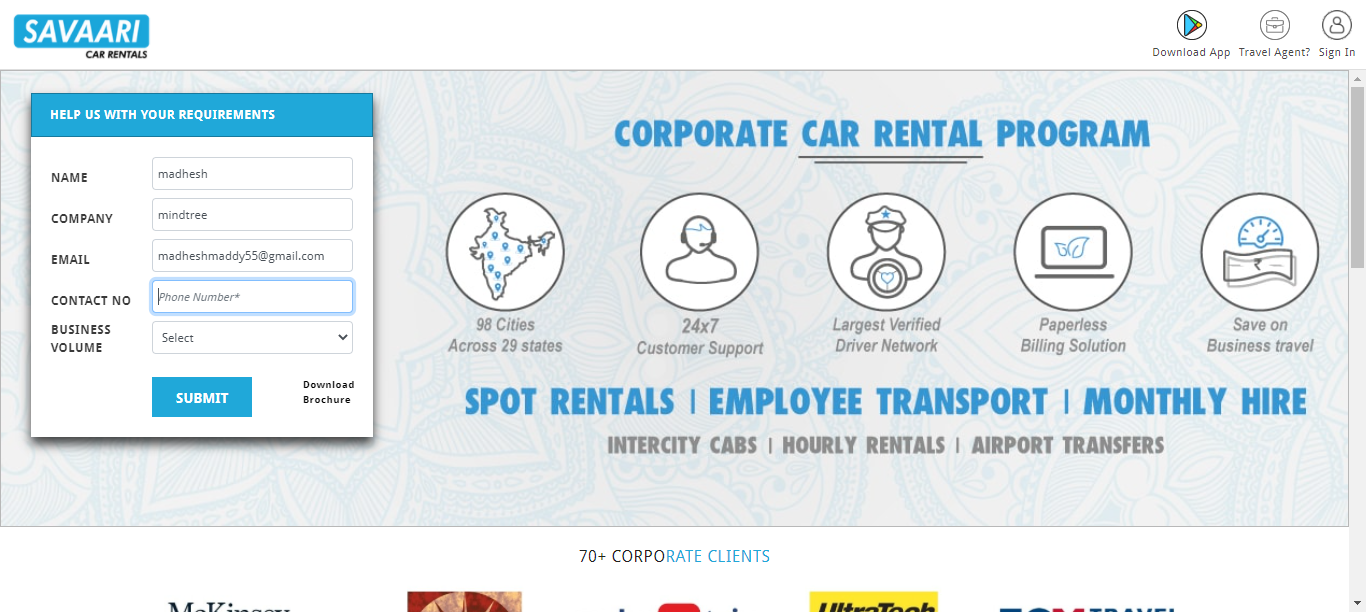 SAVAARI
CAR RENTALS
Download App
Travel Agent?
Sign In
HELP US WITH YOUR REQUIREMENTS
NAME
madhesh
COMPANY
mindtree
EMAIL
madheshmaddy55@gmail.com
CONTACT NO
Phone Number*
BUSINESS
VOLUME
Select
SUBMIT
Download
Brochure
CORPORATE CAR RENTAL PROGRAM
98 Cities
Across 29 states
24x7
Customer Support
Largest Verified
Driver Network
Paperless
Billing Solution
Save on
Business travel
SPOT RENTALS | EMPLOYEE TRANSPORT | MONTHLY HIRE
INTERCITY CABS | HOURLY RENTALS | AIRPORT TRANSFERS
70+ CORPORATE CLIENTS
McKinsey
UltraTech
TRAVEL